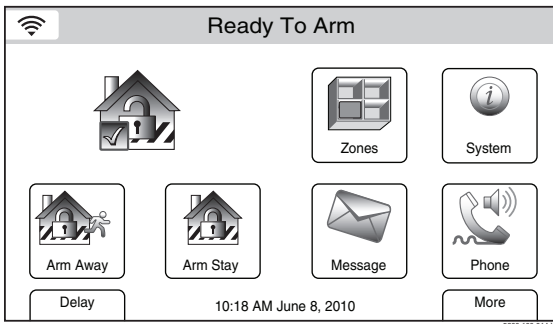 Ready To Arm
Zones
System
Arm Away
Arm Stay
Message
Phone
Delay
10:18 AM June 8, 2010
More